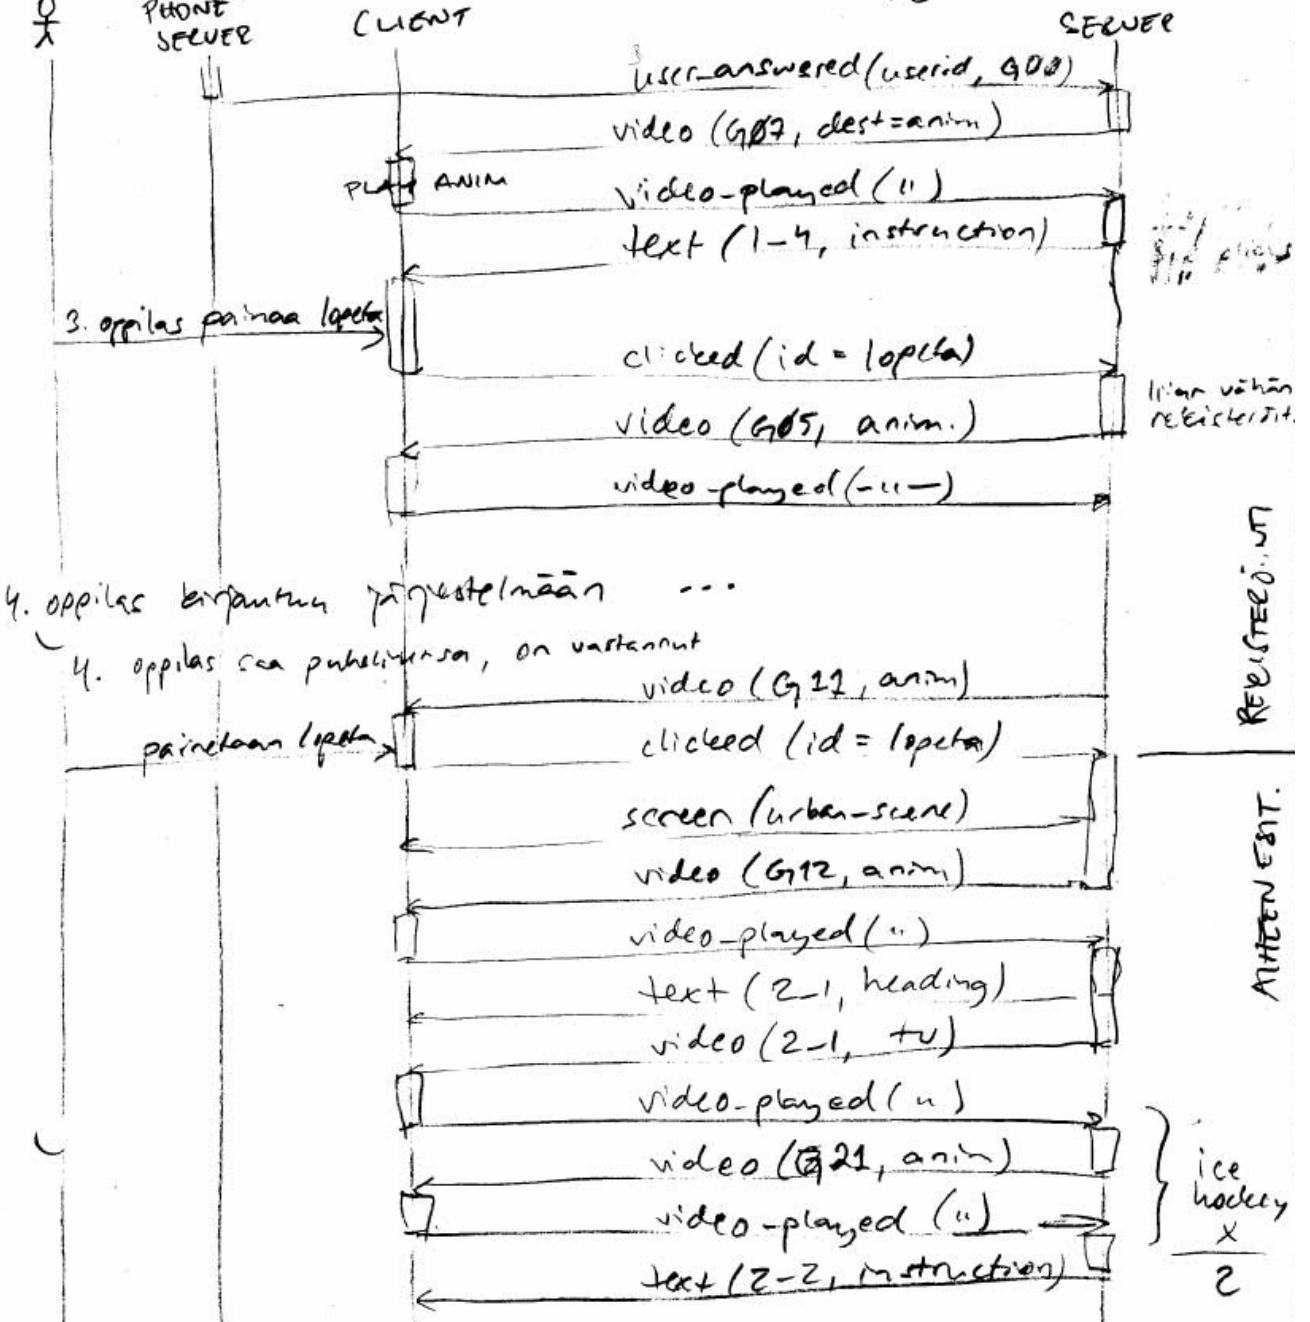 PHONE
SERVER
CLIENT
SERVER
user_answered (userid, G00)
video (G07, dest=anim)
PLAY ANIM
video-played (")
text (1-4, instruction)
3. oppilas painaa lopeta
clicked (id = lopeta)
liian vähän
rekisteröit.
video (G05, anim.)
video-played (-"-)
4. oppilas kirjautuu järjestelmään ...
4. oppilas saa puhelimensa, on vastannut
video (G11, anim)
REKISTERÖINTI
painetaan lopeta
clicked (id = lopeta)
screen (urban-scene)
video (G12, anim)
AIHEEN ESIT.
video-played (")
text (2-1, heading)
video (2-1, tv)
video-played (")
video (G21, anim)
ice
hockey
x
2
video-played (")
text (2-2, instruction)